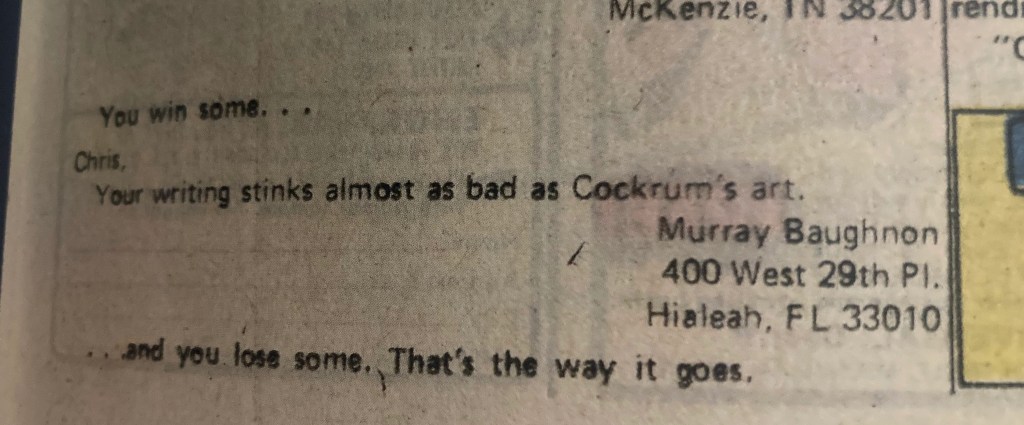 McKenzie, TN 38201
You win some. . .
Chris,
Your writing stinks almost as bad as Cockrum's art.
Murray Baughnon
400 West 29th Pl.
Hialeah, FL 33010
. . .and you lose some. That's the way it goes.